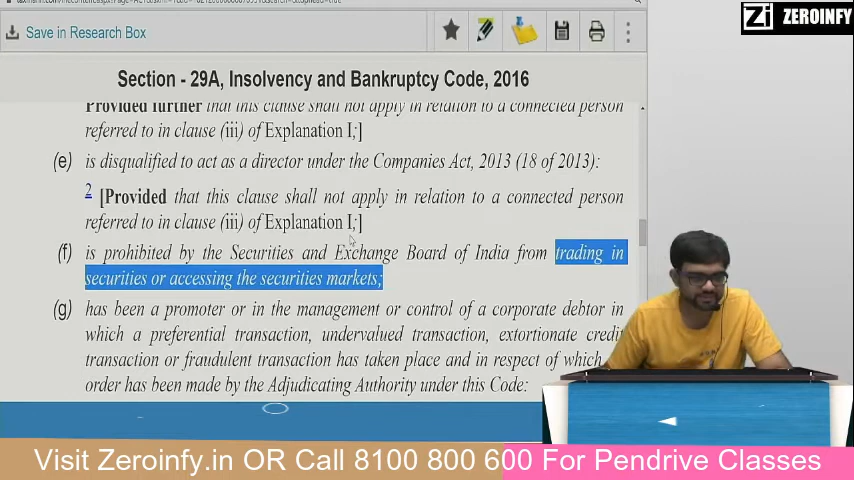 Save in Research Box
Zi ZEROINFY
Section - 29A, Insolvency and Bankruptcy Code, 2016
Provided further that this clause shall not apply in relation to a connected person
referred to in clause (iii) of Explanation I;]
(e) is disqualified to act as a director under the Companies Act, 2013 (18 of 2013):
2 [Provided that this clause shall not apply in relation to a connected person
referred to in clause (iii) of Explanation I;]
(f) is prohibited by the Securities and Exchange Board of India from trading in
securities or accessing the securities markets;
(g) has been a promoter or in the management or control of a corporate debtor in
which a preferential transaction, undervalued transaction, extortionate credit
transaction or fraudulent transaction has taken place and in respect of which
order has been made by the Adjudicating Authority under this Code:
Visit Zeroinfy.in OR Call 8100 800 600 For Pendrive Classes